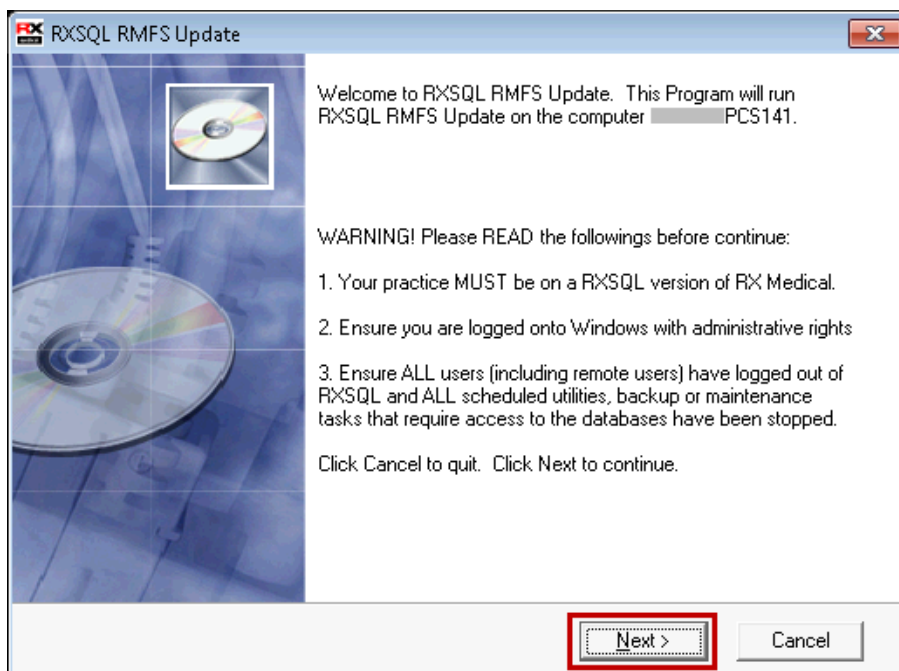 RX
RXSQL RMFS Update
Welcome to RXSQL RMFS Update. This Program will run
RXSQL RMFS Update on the computer PCS141.
WARNING! Please READ the followings before continue:
1. Your practice MUST be on a RXSQL version of RX Medical.
2. Ensure you are logged onto Windows with administrative rights
3. Ensure ALL users (including remote users) have logged out of
RXSQL and ALL scheduled utilities, backup or maintenance
tasks that require access to the databases have been stopped.
Click Cancel to quit. Click Next to continue.
Next >
Cancel